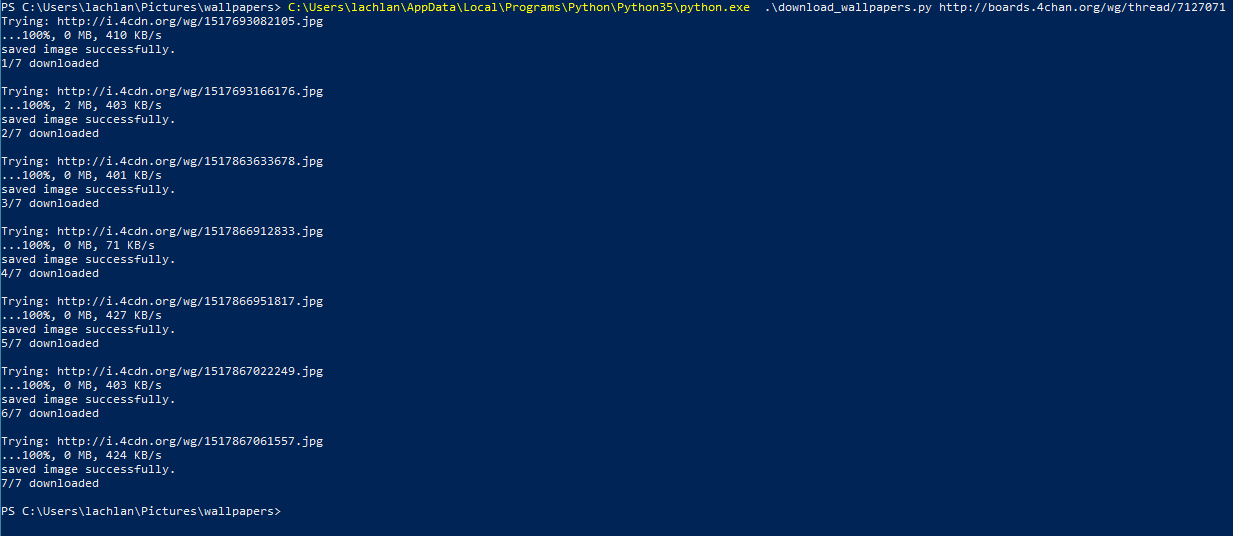 PS C:\Users\lachlan\Pictures\wallpapers> C:\Users\lachlan\AppData\Local\Programs\Python\Python35\python.exe  .\download_wallpapers.py http://boards.4chan.org/wg/thread/7127071
Trying: http://i.4cdn.org/wg/1517693082105.jpg
...100%, 0 MB, 410 KB/s
saved image successfully.
1/7 downloaded
Trying: http://i.4cdn.org/wg/1517693166176.jpg
...100%, 2 MB, 403 KB/s
saved image successfully.
2/7 downloaded
Trying: http://i.4cdn.org/wg/1517863633678.jpg
...100%, 0 MB, 401 KB/s
saved image successfully.
3/7 downloaded
Trying: http://i.4cdn.org/wg/1517866912833.jpg
...100%, 0 MB, 71 KB/s
saved image successfully.
4/7 downloaded
Trying: http://i.4cdn.org/wg/1517866951817.jpg
...100%, 0 MB, 427 KB/s
saved image successfully.
5/7 downloaded
Trying: http://i.4cdn.org/wg/1517867022249.jpg
...100%, 0 MB, 403 KB/s
saved image successfully.
6/7 downloaded
Trying: http://i.4cdn.org/wg/1517867061557.jpg
...100%, 0 MB, 424 KB/s
saved image successfully.
7/7 downloaded
PS C:\Users\lachlan\Pictures\wallpapers>